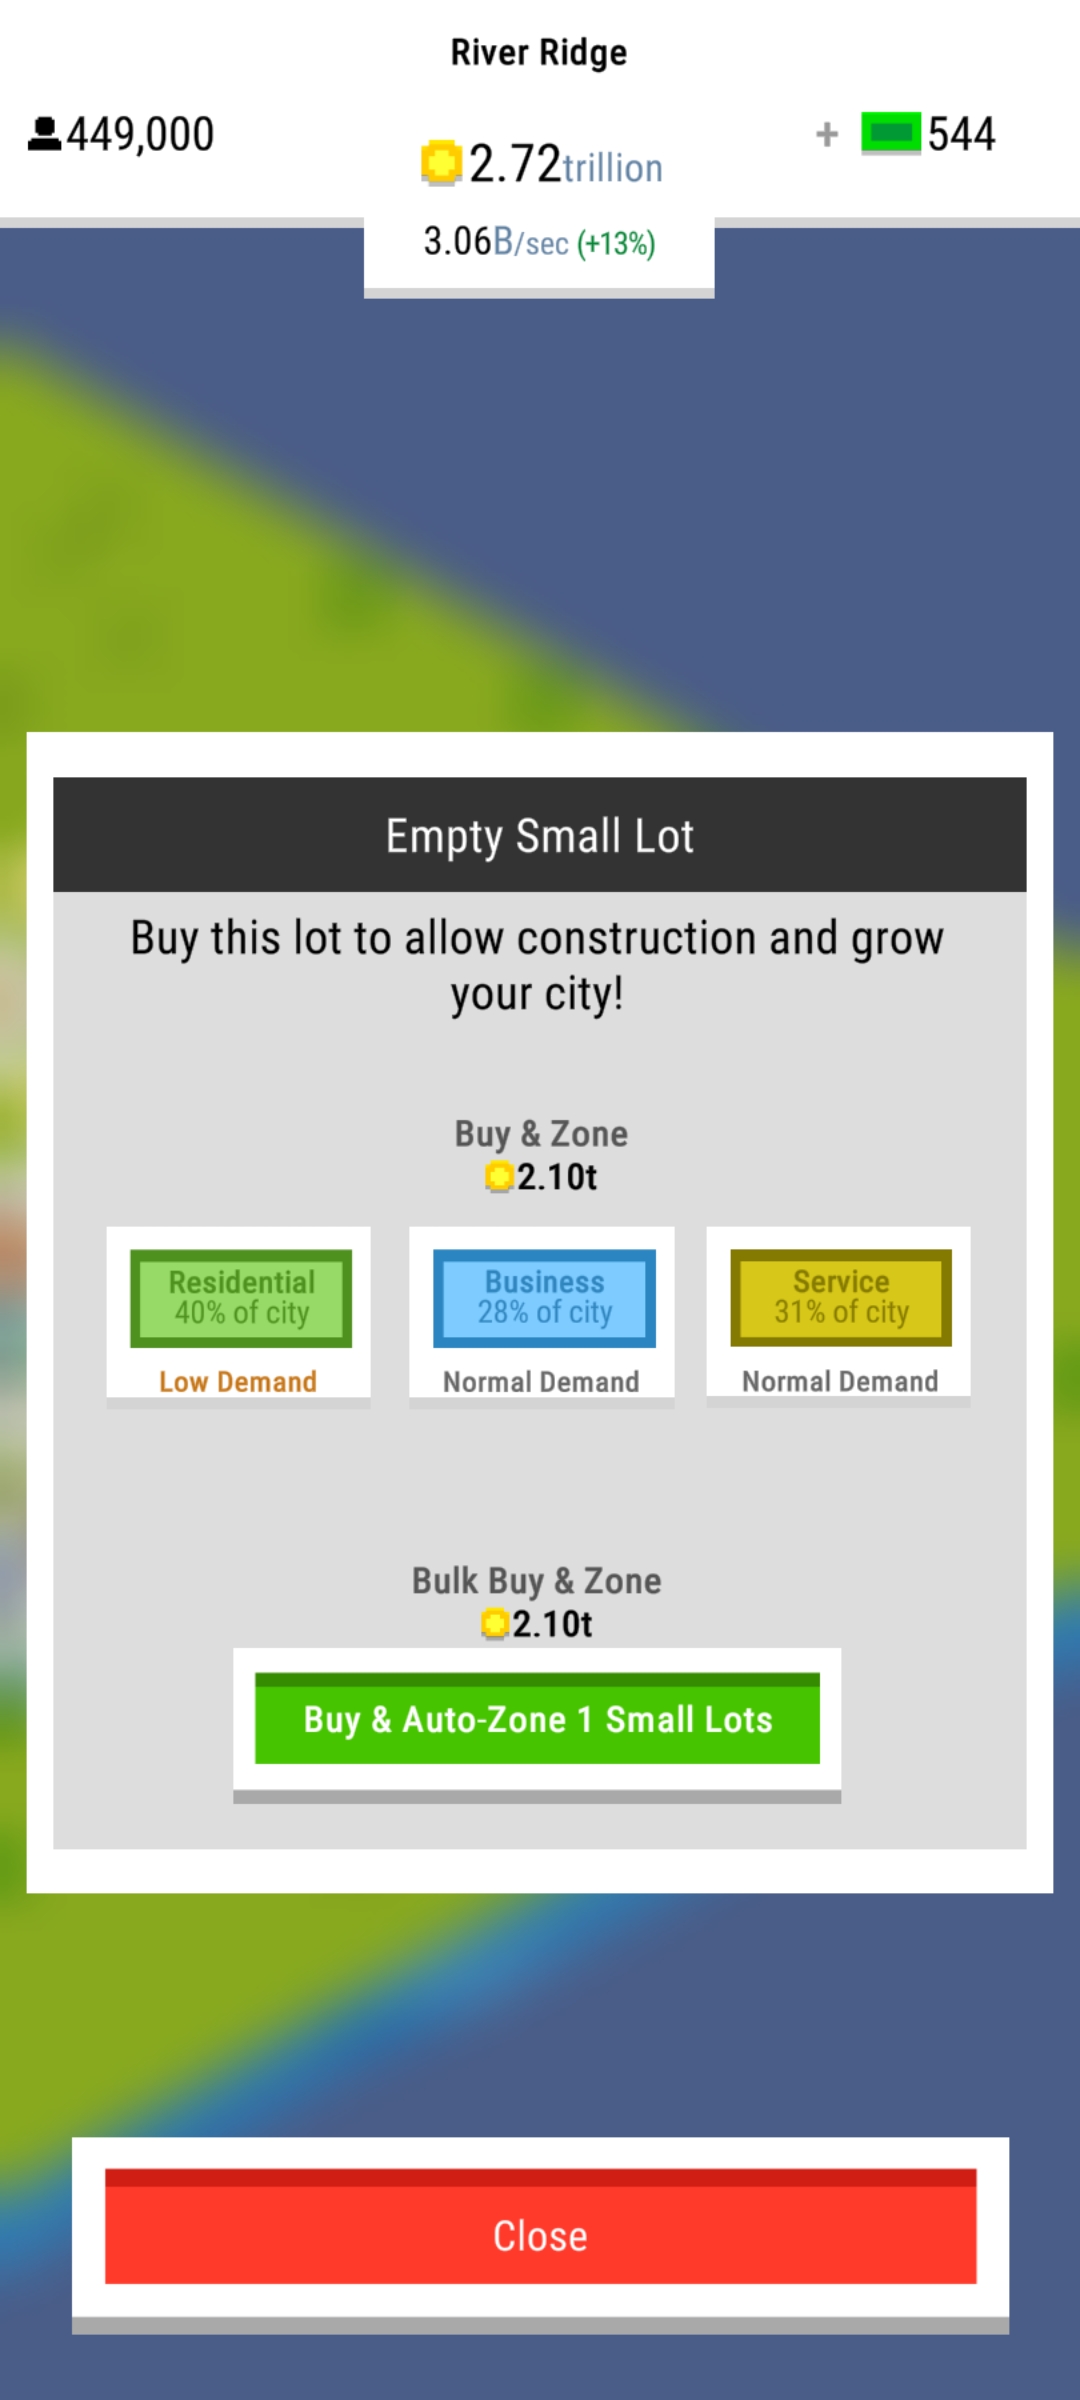 River Ridge
449,000
2.72trillion
+ 544
3.06B/sec (+13%)
Empty Small Lot
Buy this lot to allow construction and grow
your city!
Buy & Zone
2.10t
Residential
40% of city
Low Demand
Business
28% of city
Normal Demand
Service
31% of city
Normal Demand
Bulk Buy & Zone
2.10t
Buy & Auto-Zone 1 Small Lots
Close